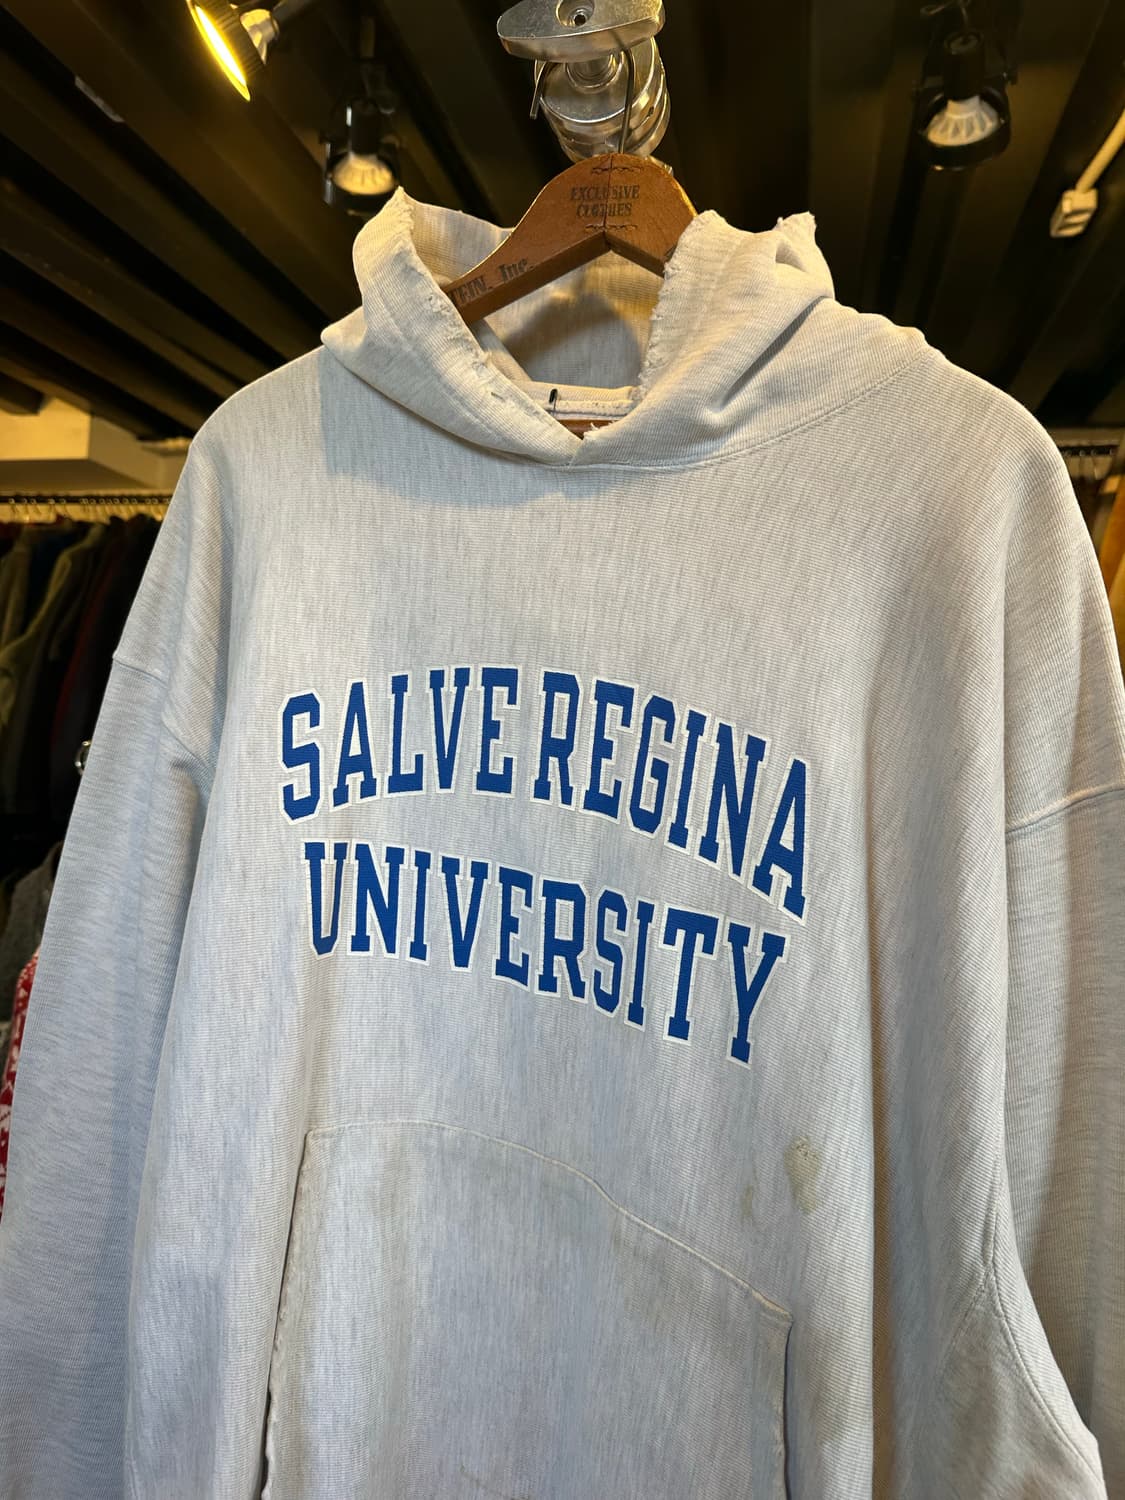 EXCLUSIVE
CLOTHES
SALVE REGINA
UNIVERSITY